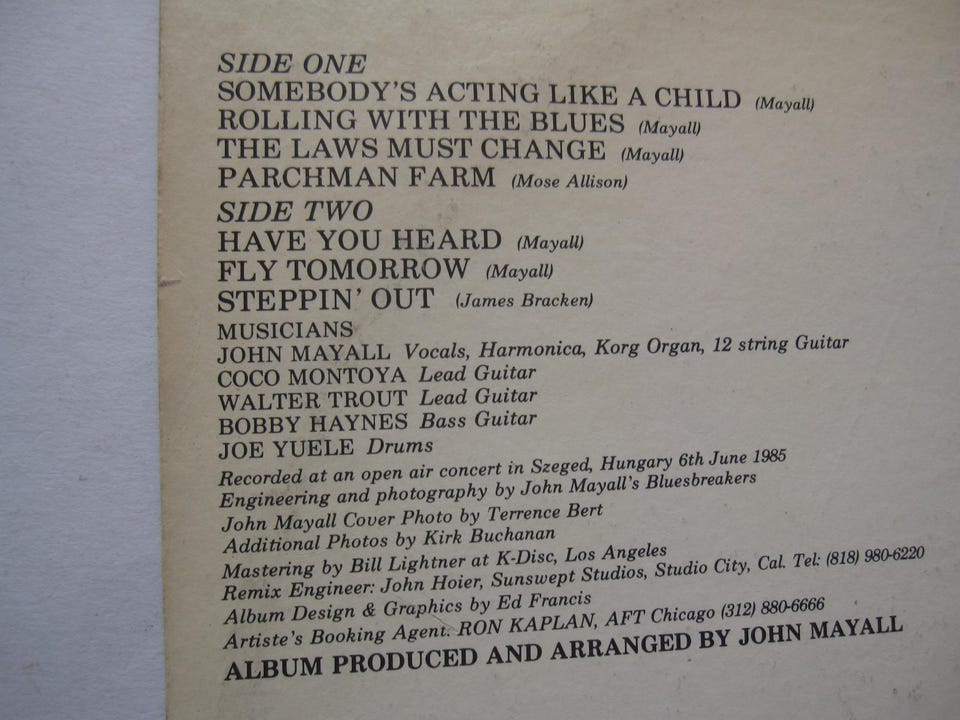 SIDE ONE
SOMEBODY'S ACTING LIKE A CHILD (Mayall)
ROLLING WITH THE BLUES (Mayall)
THE LAWS MUST CHANGE (Mayall)
PARCHMAN FARM (Mose Allison)
SIDE TWO
HAVE YOU HEARD (Mayall)
FLY TOMORROW (Mayall)
STEPPIN' OUT (James Bracken)
MUSICIANS
JOHN MAYALL Vocals, Harmonica, Korg Organ, 12 string Guitar
COCO MONTOYA Lead Guitar
WALTER TROUT Lead Guitar
BOBBY HAYNES Bass Guitar
JOE YUELE Drums
Recorded at an open air concert in Szeged, Hungary 6th June 1985
Engineering and photography by John Mayall's Bluesbreakers
John Mayall Cover Photo by Terrence Bert
Additional Photos by Kirk Buchanan
Mastering by Bill Lightner at K-Disc, Los Angeles
Remix Engineer: John Hoier, Sunswept Studios, Studio City, Cal. Tel: (818) 980-6220
Album Design & Graphics by Ed Francis
Artiste's Booking Agent: RON KAPLAN, AFT Chicago (312) 880-6666
ALBUM PRODUCED AND ARRANGED BY JOHN MAYALL